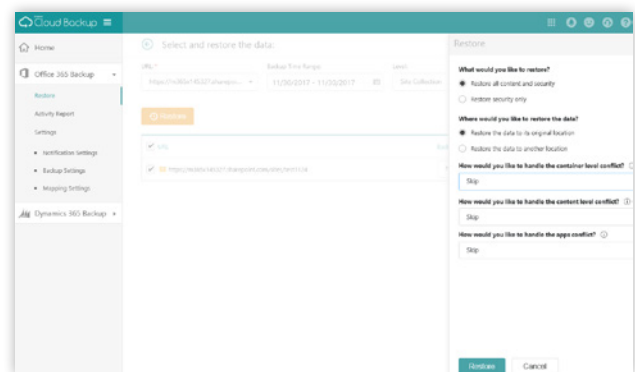 Cloud Backup
Home
Office 365 Backup
Restore
Activity Report
Settings
Notification Settings
Backup Settings
Mapping Settings
Dynamics 365 Backup
Select and restore the data:
URL:*
Backup Time Range:
Level:
11/30/2017 - 11/30/2017
Site Collection
Restore
URL
Restore
What would you like to restore?
Restore all content and security
Restore security only
Where would you like to restore the data?
Restore the data to its original location
Restore the data to another location
How would you like to handle the container level conflict?
Skip
How would you like to handle the content level conflict?
Skip
How would you like to handle the apps conflict?
Skip
Restore
Cancel